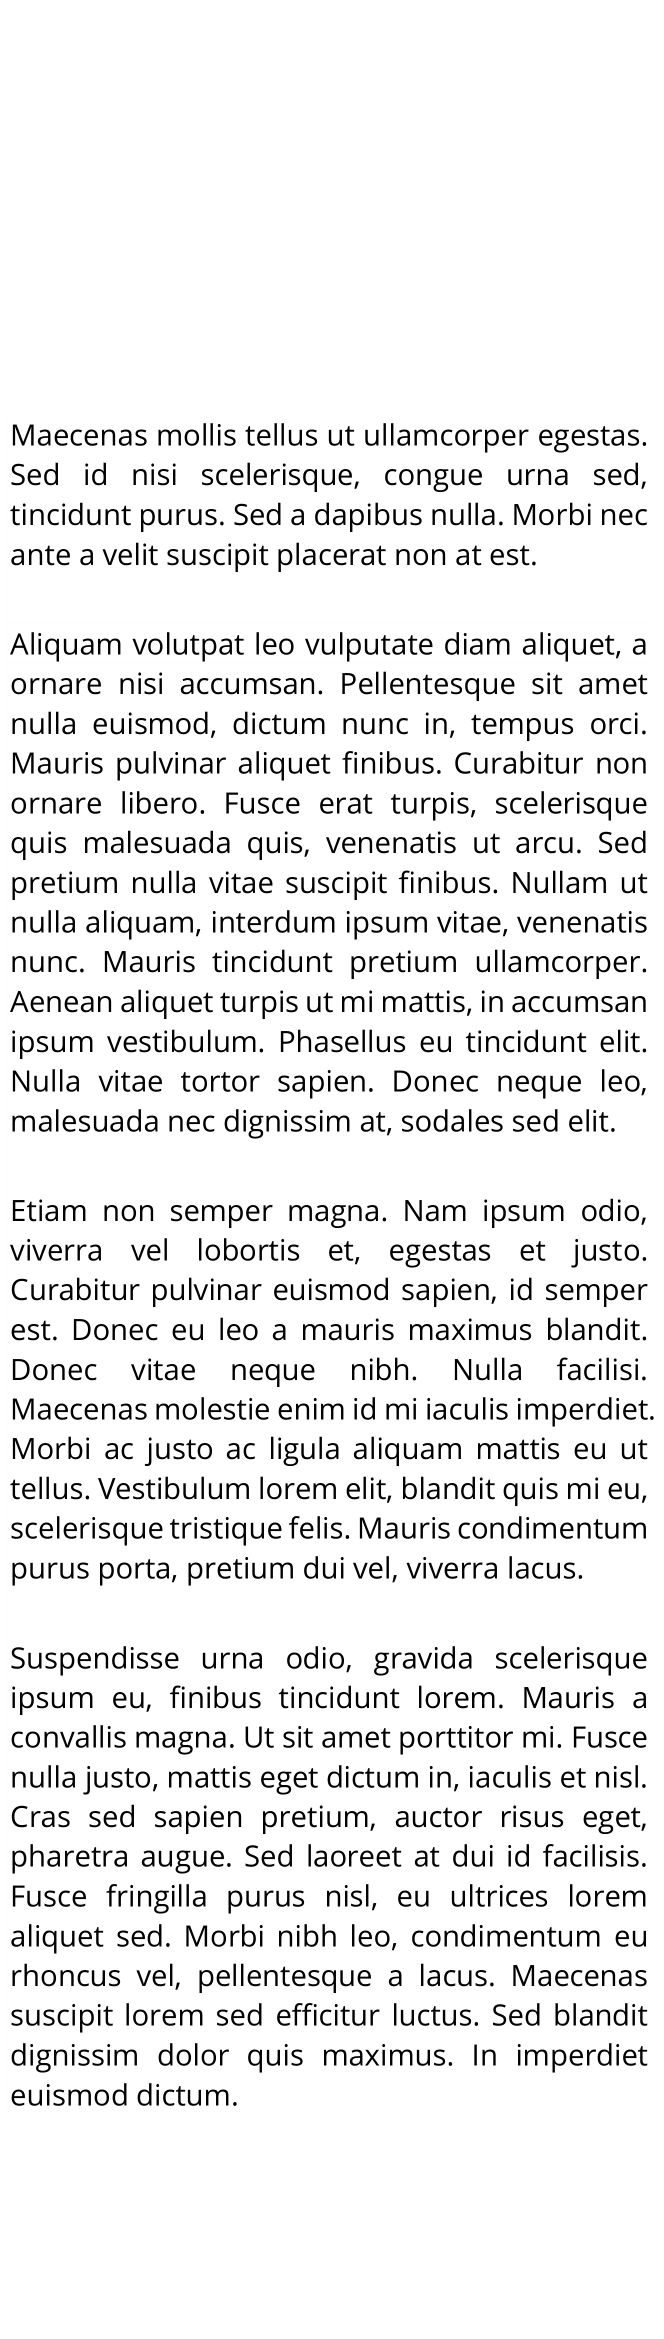 Maecenas mollis tellus ut ullamcorper egestas.
Sed id nisi scelerisque, congue urna sed,
tincidunt purus. Sed a dapibus nulla. Morbi nec
ante a velit suscipit placerat non at est.

Aliquam volutpat leo vulputate diam aliquet, a
ornare nisi accumsan. Pellentesque sit amet
nulla euismod, dictum nunc in, tempus orci.
Mauris pulvinar aliquet finibus. Curabitur non
ornare libero. Fusce erat turpis, scelerisque
quis malesuada quis, venenatis ut arcu. Sed
pretium nulla vitae suscipit finibus. Nullam ut
nulla aliquam, interdum ipsum vitae, venenatis
nunc. Mauris tincidunt pretium ullamcorper.
Aenean aliquet turpis ut mi mattis, in accumsan
ipsum vestibulum. Phasellus eu tincidunt elit.
Nulla vitae tortor sapien. Donec neque leo,
malesuada nec dignissim at, sodales sed elit.

Etiam non semper magna. Nam ipsum odio,
viverra vel lobortis et, egestas et justo.
Curabitur pulvinar euismod sapien, id semper
est. Donec eu leo a mauris maximus blandit.
Donec vitae neque nibh. Nulla facilisi.
Maecenas molestie enim id mi iaculis imperdiet.
Morbi ac justo ac ligula aliquam mattis eu ut
tellus. Vestibulum lorem elit, blandit quis mi eu,
scelerisque tristique felis. Mauris condimentum
purus porta, pretium dui vel, viverra lacus.

Suspendisse urna odio, gravida scelerisque
ipsum eu, finibus tincidunt lorem. Mauris a
convallis magna. Ut sit amet porttitor mi. Fusce
nulla justo, mattis eget dictum in, iaculis et nisl.
Cras sed sapien pretium, auctor risus eget,
pharetra augue. Sed laoreet at dui id facilisis.
Fusce fringilla purus nisl, eu ultrices lorem
aliquet sed. Morbi nibh leo, condimentum eu
rhoncus vel, pellentesque a lacus. Maecenas
suscipit lorem sed efficitur luctus. Sed blandit
dignissim dolor quis maximus. In imperdiet
euismod dictum.